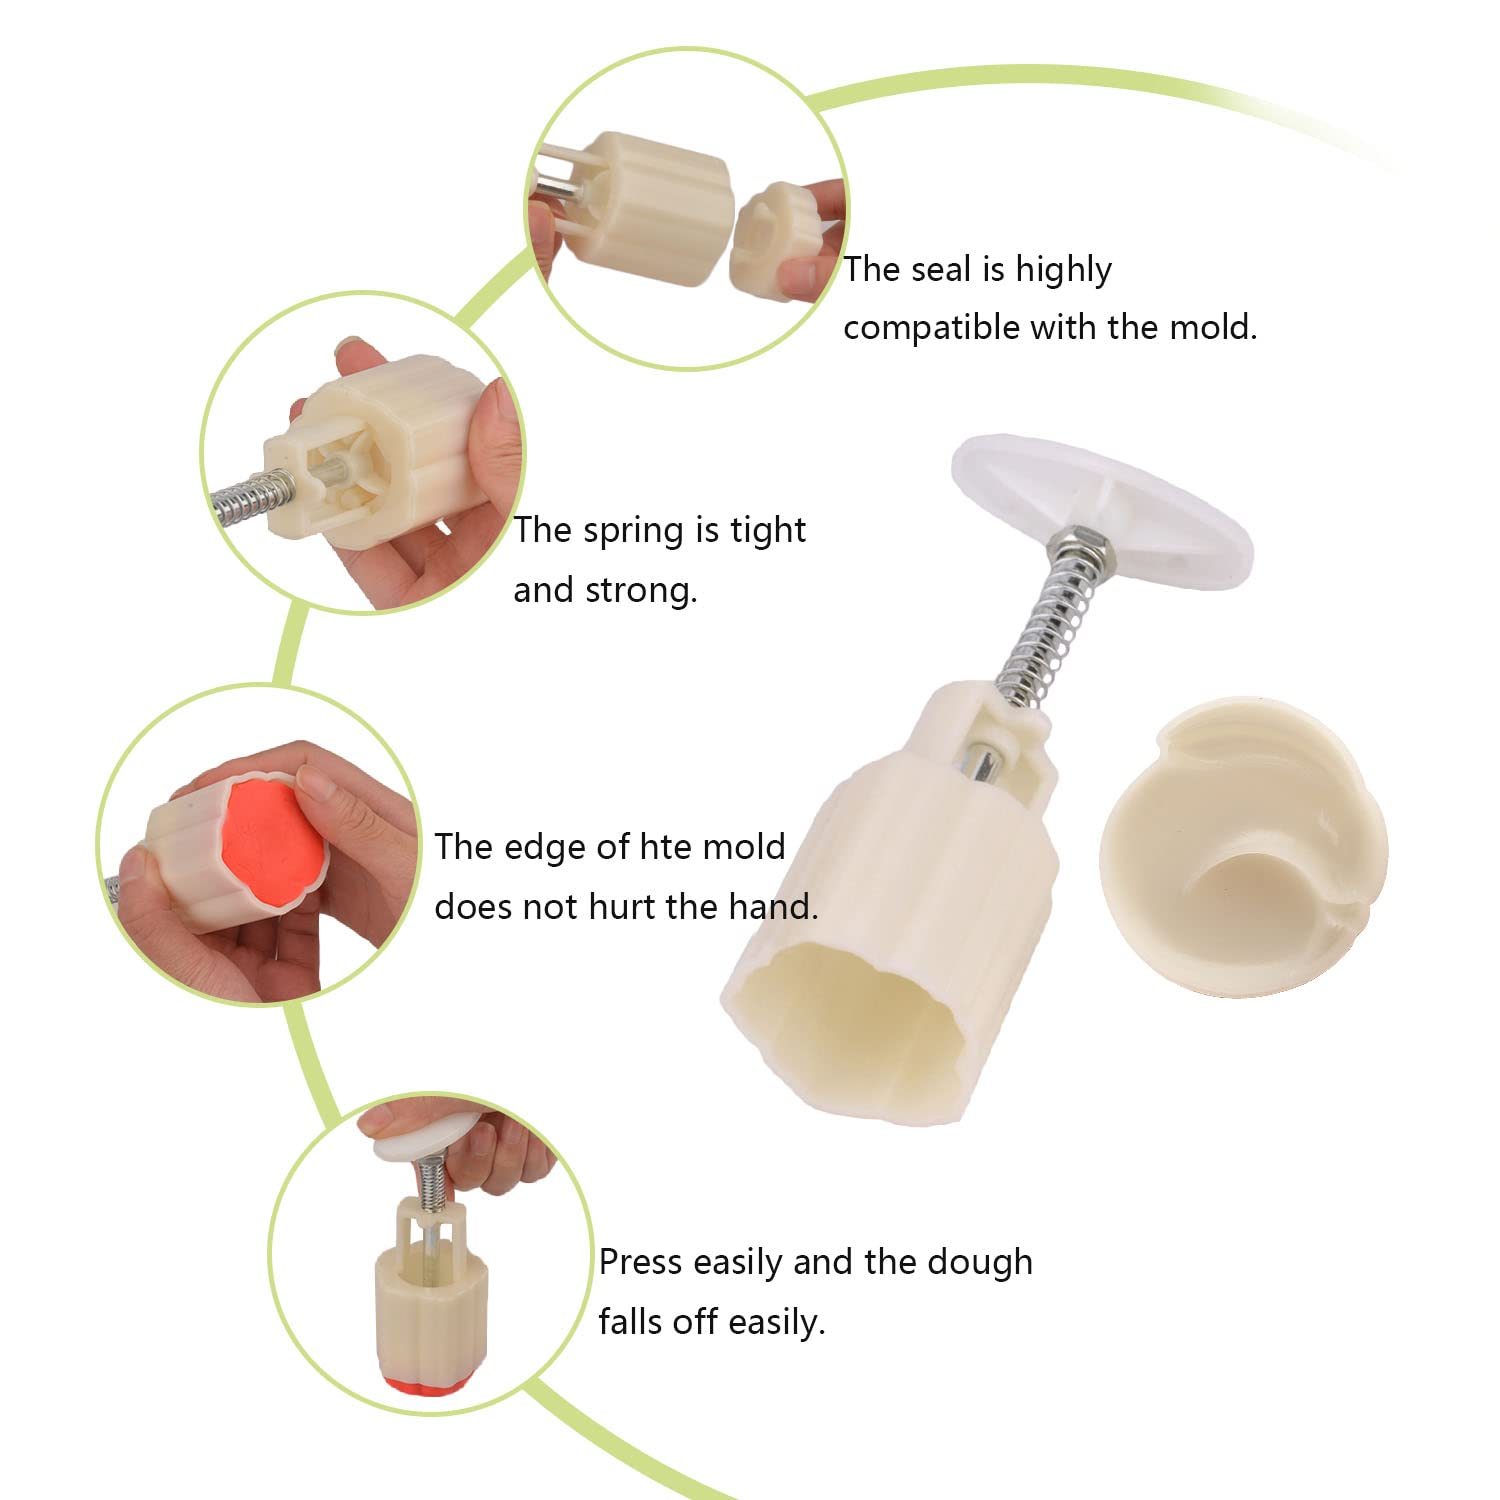 The seal is highly
compatible with the mold.
The spring is tight
and strong.
The edge of hte mold
does not hurt the hand.
Press easily and the dough
falls off easily.